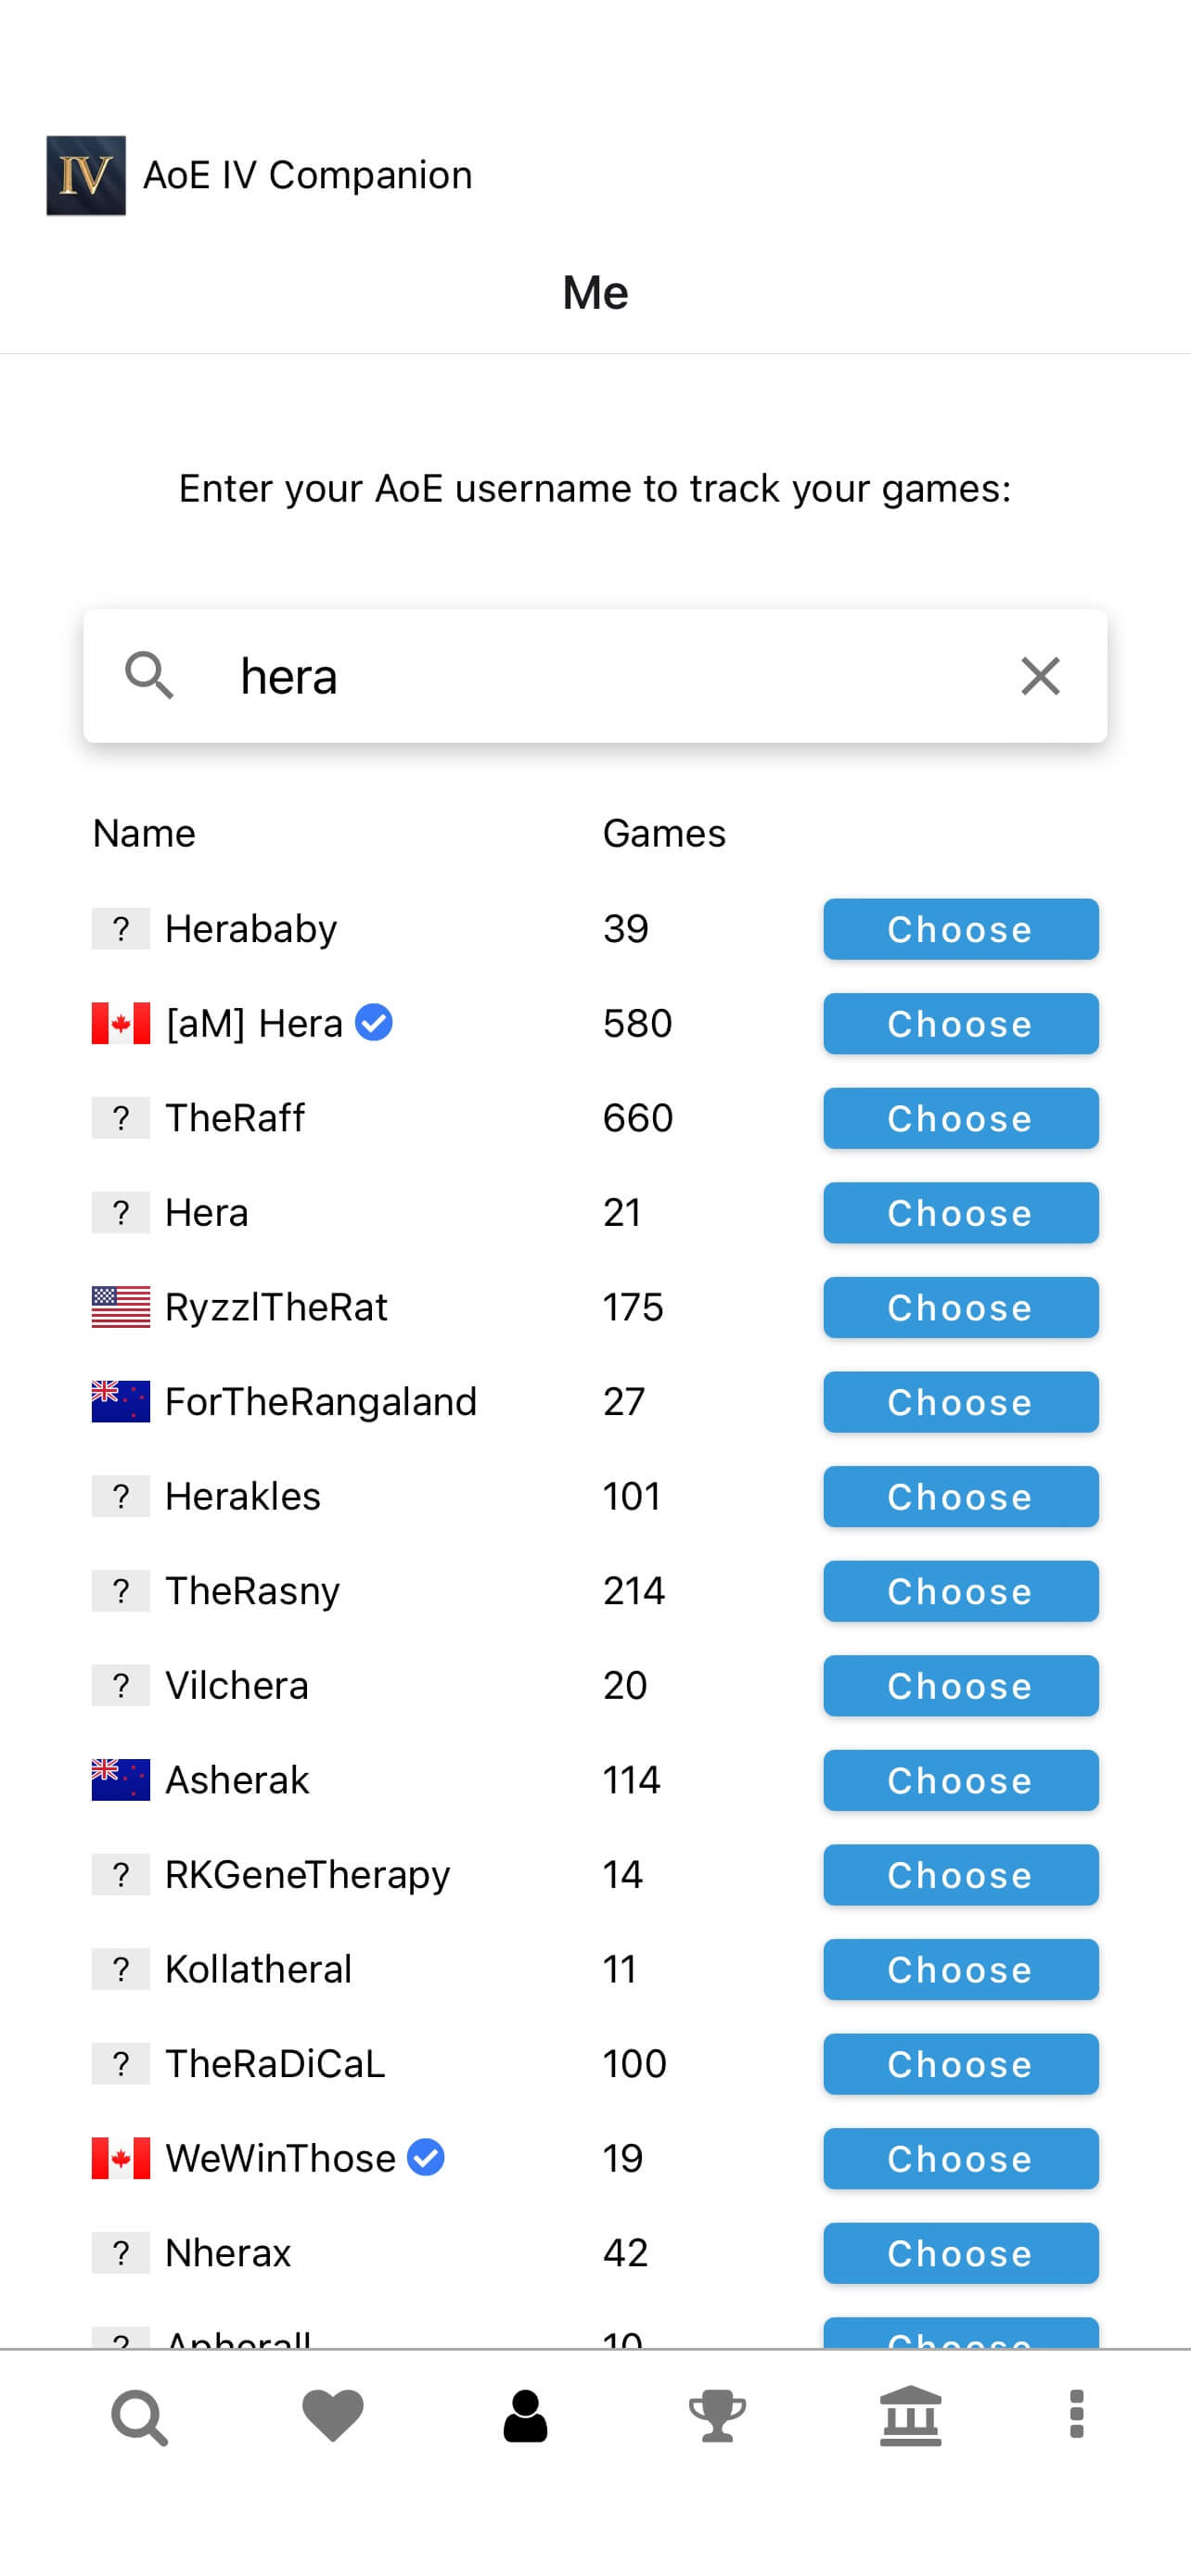 IV AoE IV Companion
Me
Enter your AoE username to track your games:
hera
Name Games
? Herababy 39 Choose
[aM] Hera 580 Choose
? TheRaff 660 Choose
? Hera 21 Choose
RyzzlTheRat 175 Choose
ForTheRangaland 27 Choose
? Herakles 101 Choose
? TheRasny 214 Choose
? Vilchera 20 Choose
Asherak 114 Choose
? RKGeneTherapy 14 Choose
? Kollatheral 11 Choose
? TheRaDiCaL 100 Choose
WeWinThose 19 Choose
? Nherax 42 Choose
? Apherall 10 Choose